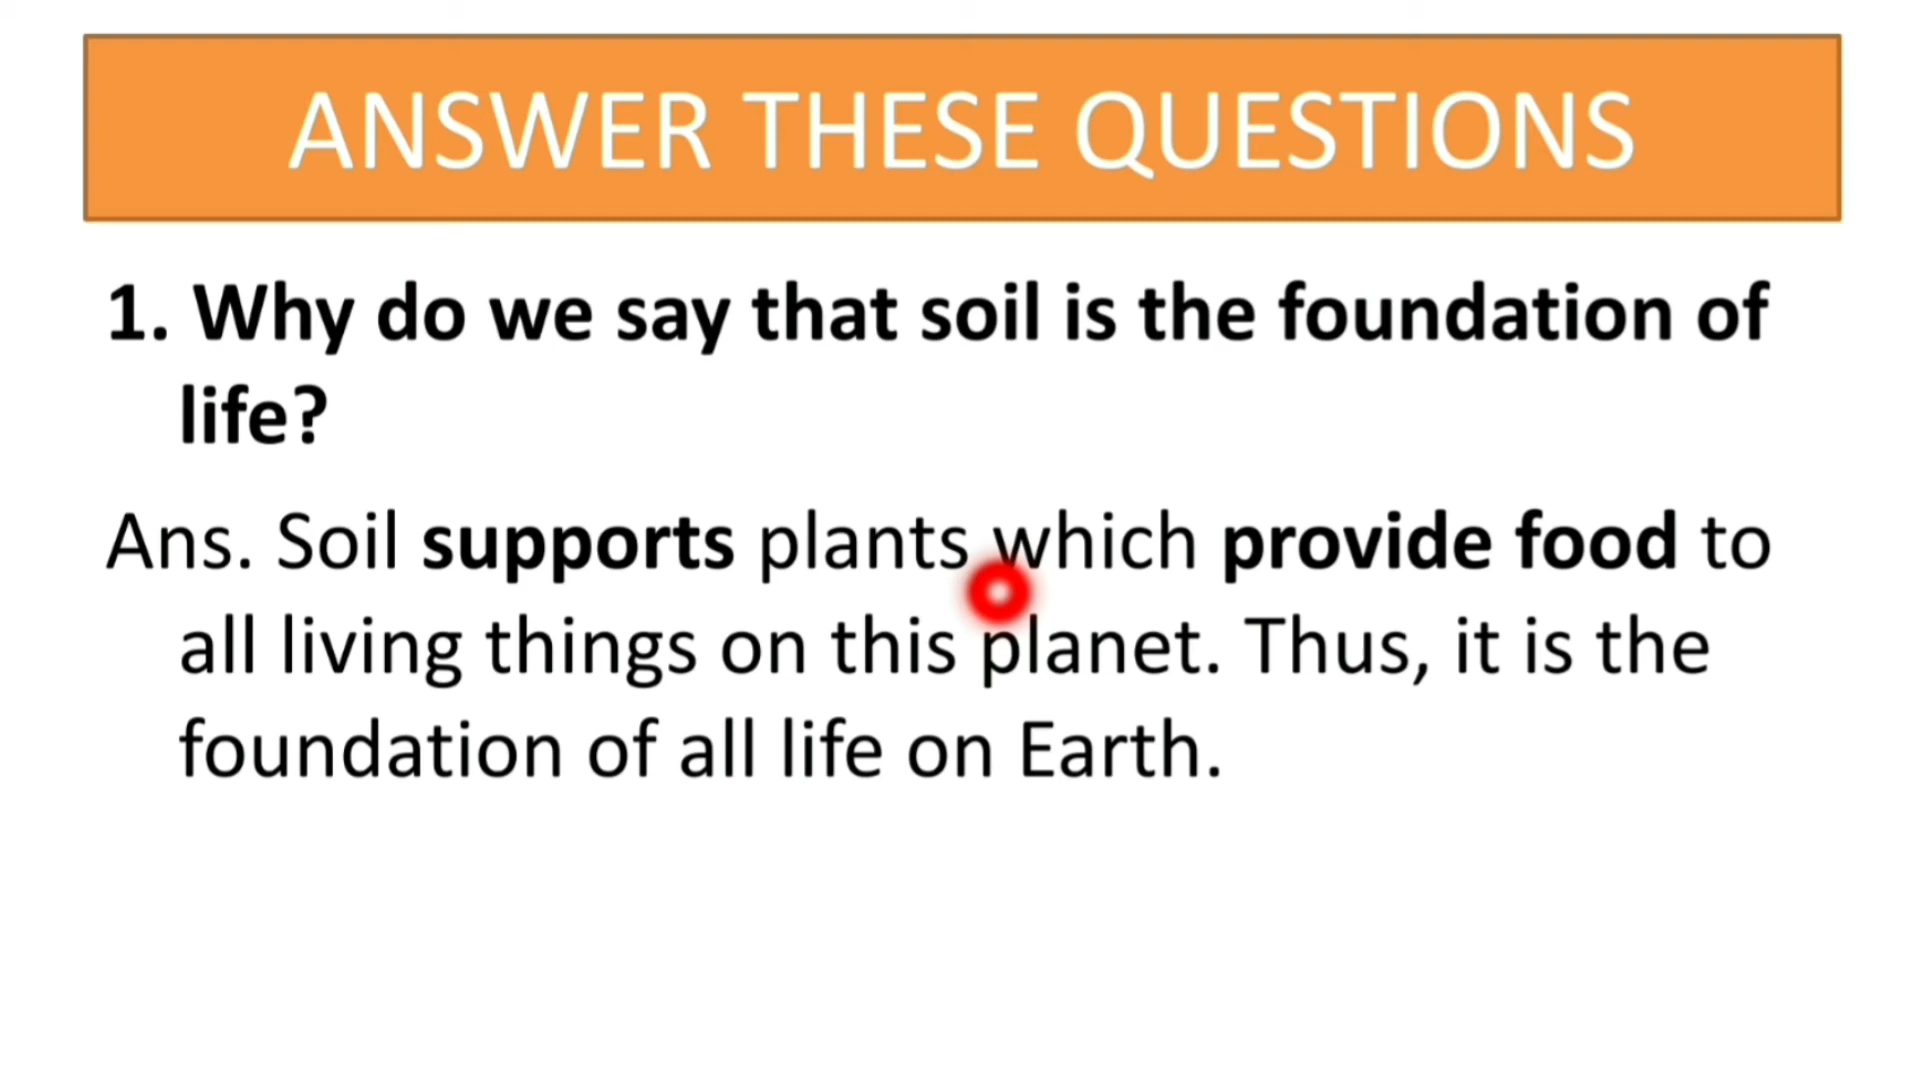 ANSWER THESE QUESTIONS
1. Why do we say that soil is the foundation of
life?
Ans. Soil supports plants which provide food to
all living things on this planet. Thus, it is the
foundation of all life on Earth.